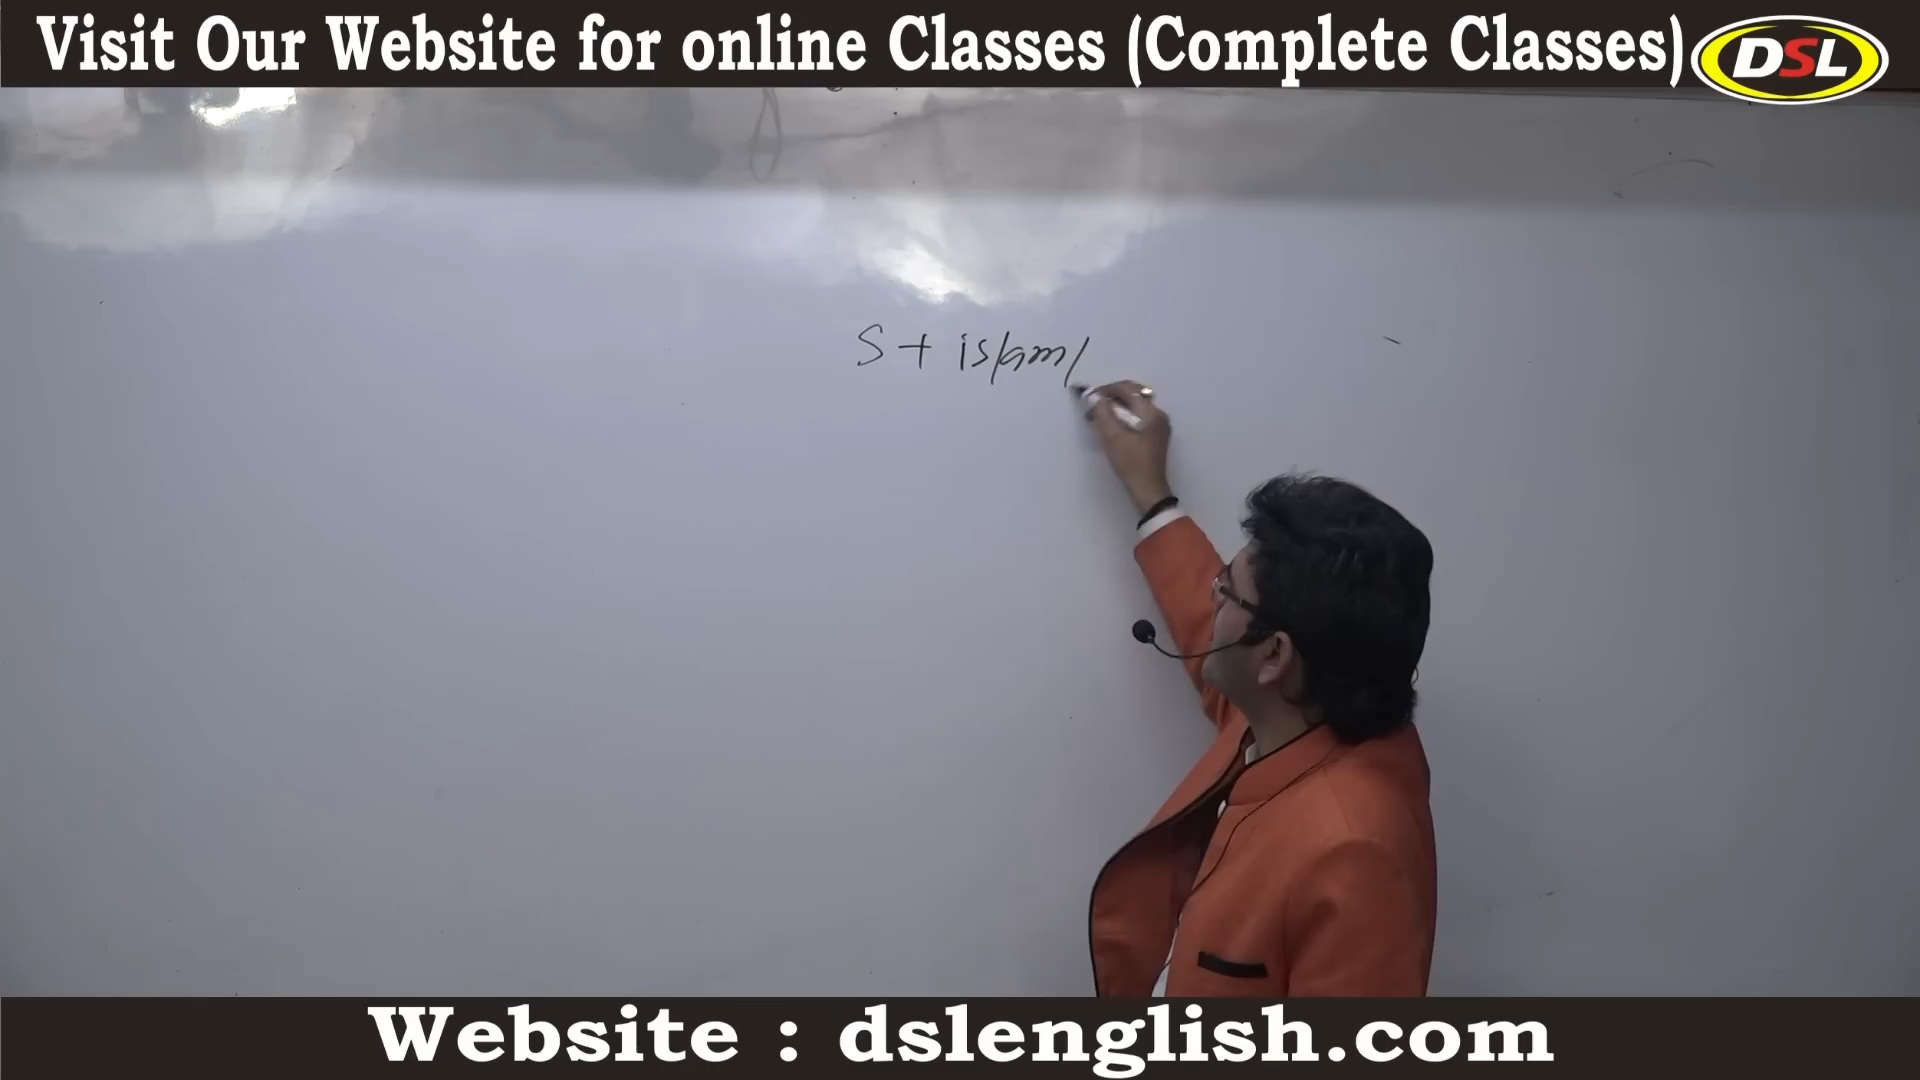 Visit Our Website for online Classes (Complete Classes)
DSL
S + is/am/
Website : dslenglish.com